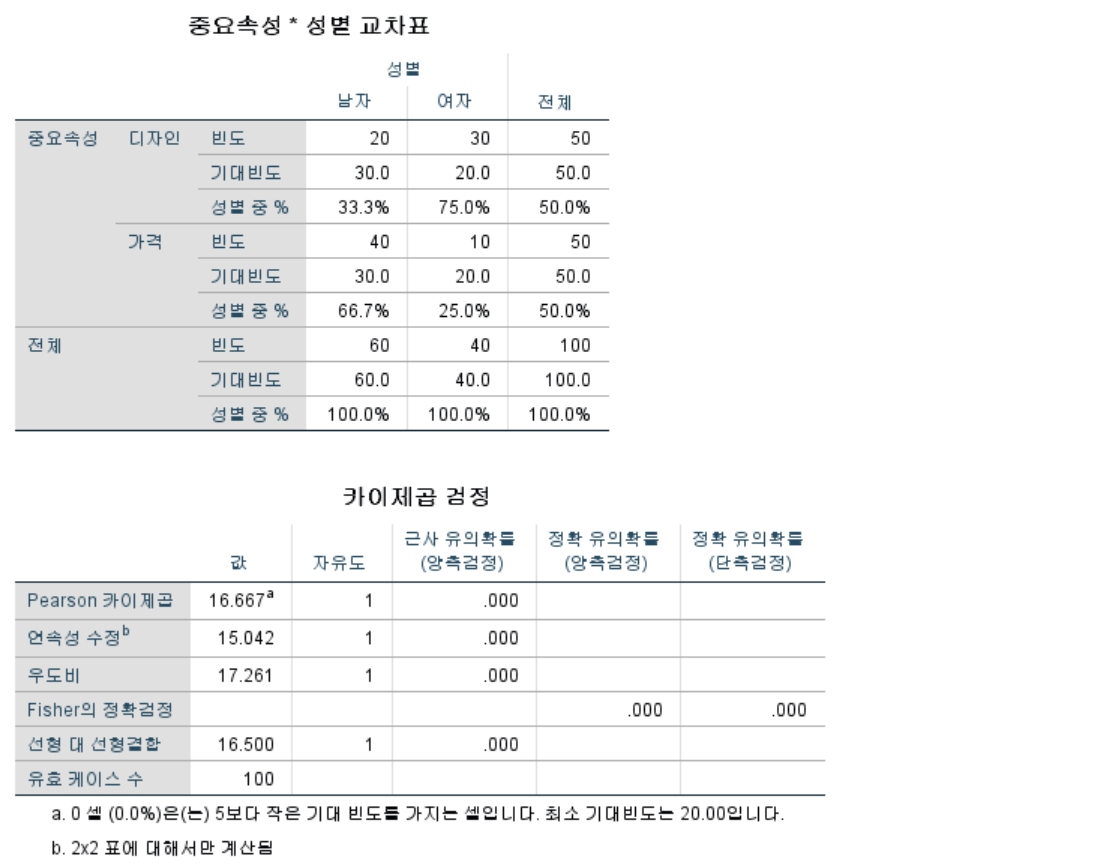 중요속성 * 성별 교차표
성별
남자 여자 전체
중요속성 디자인 빈도 20 30 50
기대빈도 30.0 20.0 50.0
성별 중 % 33.3% 75.0% 50.0%
가격 빈도 40 10 50
기대빈도 30.0 20.0 50.0
성별 중 % 66.7% 25.0% 50.0%
전체 빈도 60 40 100
기대빈도 60.0 40.0 100.0
성별 중 % 100.0% 100.0% 100.0%
카이제곱 검정
근사 유의확률 정확 유의확률 정확 유의확률
값 자유도 (양측검정) (양측검정) (단측검정)
Pearson 카이제곱 16.667a 1 .000
연속성 수정b 15.042 1 .000
우도비 17.261 1 .000
Fisher의 정확검정 .000 .000
선형 대 선형결합 16.500 1 .000
유효 케이스 수 100
a. 0 셀 (0.0%)은(는) 5보다 작은 기대 빈도를 가지는 셀입니다. 최소 기대빈도는 20.00입니다.
b. 2x2 표에 대해서만 계산됨